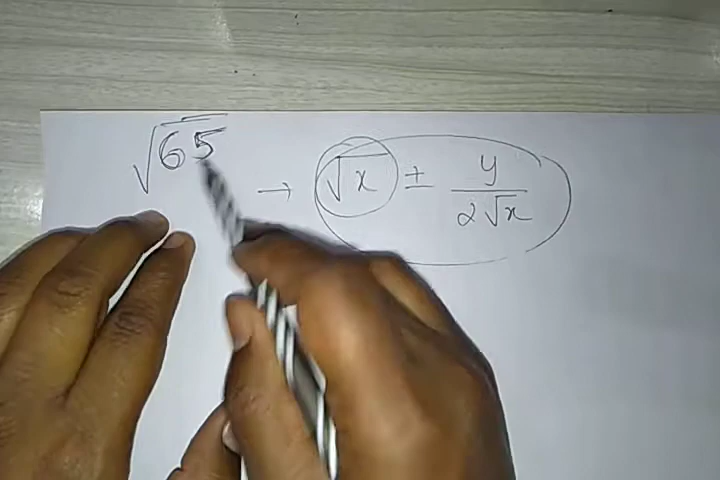 √65 → √x ± y/2√x